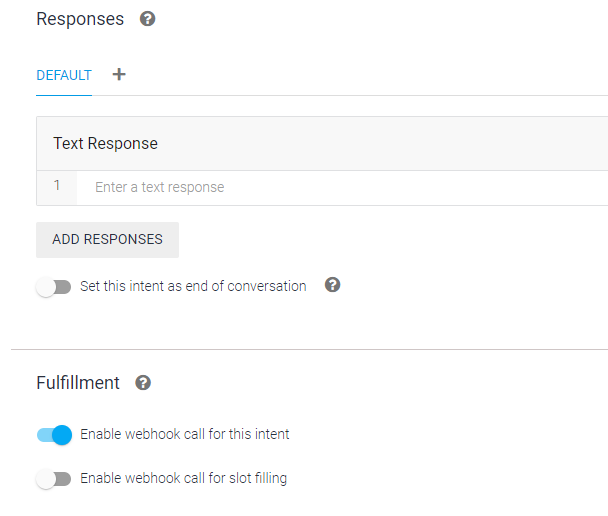 Responses ?
DEFAULT +
Text Response
1 Enter a text response
ADD RESPONSES
Set this intent as end of conversation ?
Fulfillment ?
Enable webhook call for this intent
Enable webhook call for slot filling